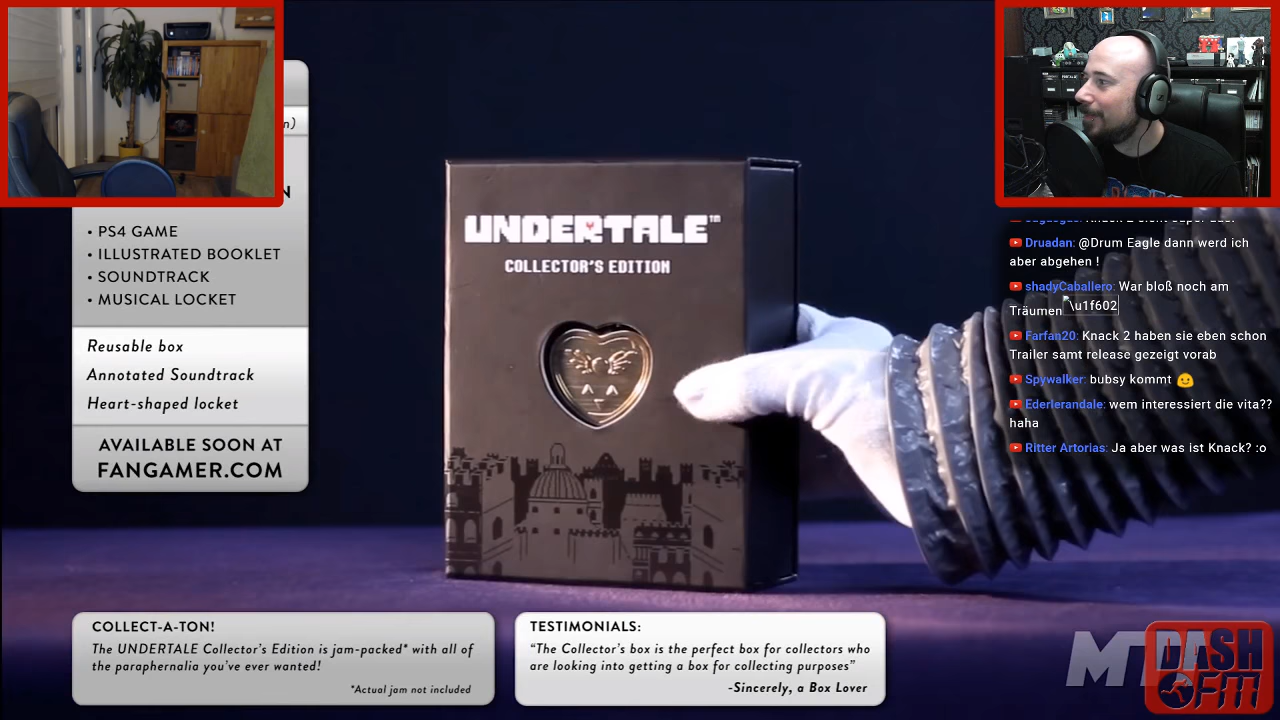 n)
N
• PS4 GAME
• ILLUSTRATED BOOKLET
• SOUNDTRACK
• MUSICAL LOCKET
Reusable box
Annotated Soundtrack
Heart-shaped locket
AVAILABLE SOON AT
FANGAMER.COM
UNDERTALE™
COLLECTOR'S EDITION
COLLECT-A-TON!
The UNDERTALE Collector's Edition is jam-packed* with all of
the paraphernalia you've ever wanted!
*Actual jam not included
TESTIMONIALS:
"The Collector's box is the perfect box for collectors who
are looking into getting a box for collecting purposes"
-Sincerely, a Box Lover
Druadan: @Drum Eagle dann werd ich
aber abgehen !
shadyCaballero: War bloß noch am
Träumen \u1f602
Farfan20: Knack 2 haben sie eben schon
Trailer samt release gezeigt vorab
Spywalker: bubsy kommt 🙂
Ederlerandale: wem interessiert die vita??
haha
Ritter Artorias: Ja aber was ist Knack? :o
DASH